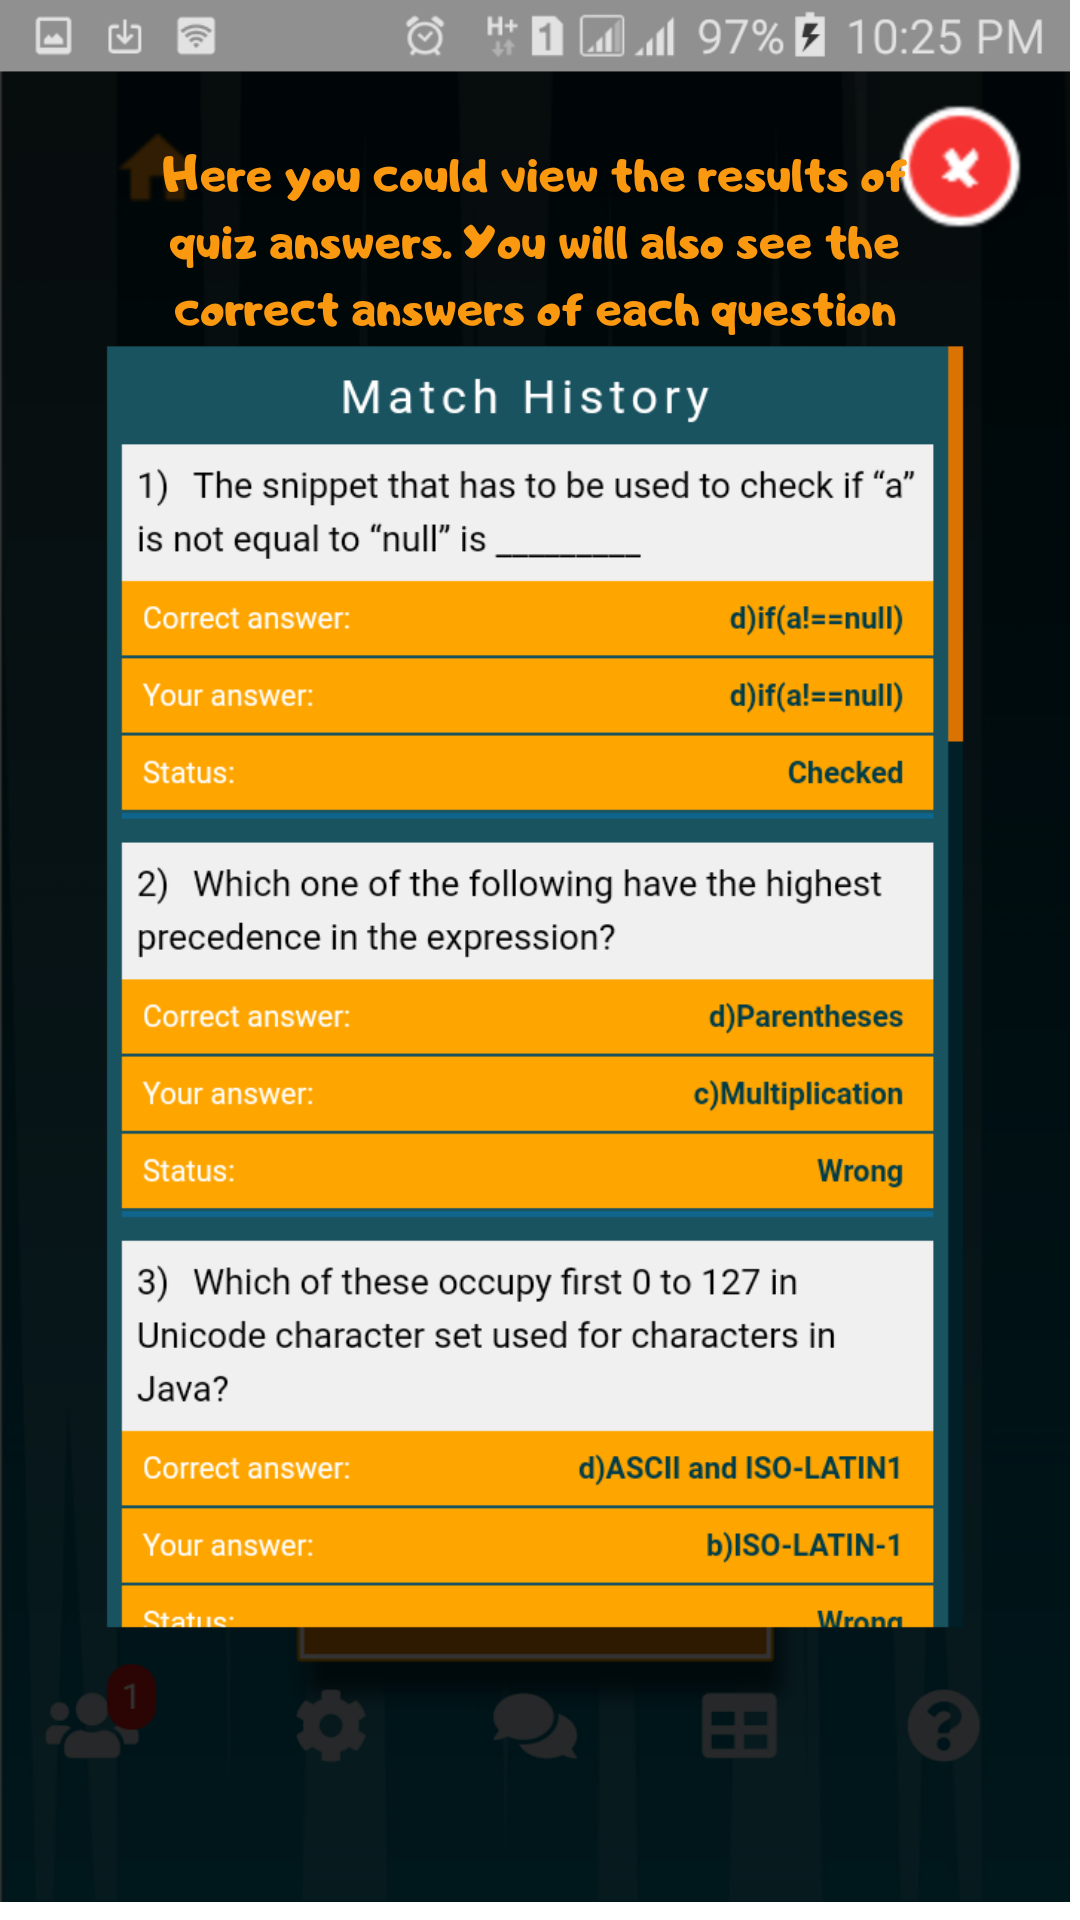 H+ 1 97% 10:25 PM
Here you could view the results of
quiz answers. You will also see the
correct answers of each question
Match History
1) The snippet that has to be used to check if “a”
is not equal to “null” is _________
Correct answer: d)if(a!==null)
Your answer: d)if(a!==null)
Status: Checked
2) Which one of the following have the highest
precedence in the expression?
Correct answer: d)Parentheses
Your answer: c)Multiplication
Status: Wrong
3) Which of these occupy first 0 to 127 in
Unicode character set used for characters in
Java?
Correct answer: d)ASCII and ISO-LATIN1
Your answer: b)ISO-LATIN-1
Status: Wrong
1